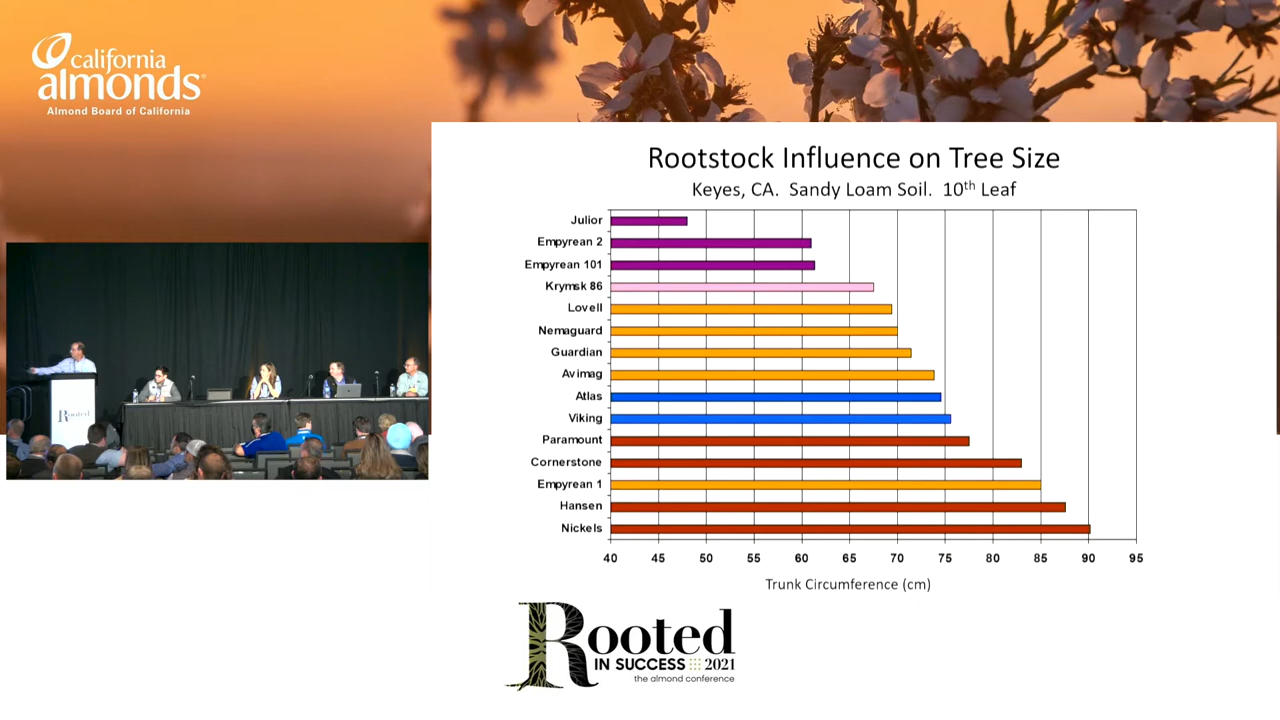 california
almonds
Almond Board of California
Rootstock Influence on Tree Size
Keyes, CA. Sandy Loam Soil. 10th Leaf
Julior
Empyrean 2
Empyrean 101
Krymsk 86
Lovell
Nemaguard
Guardian
Avimag
Atlas
Viking
Paramount
Cornerstone
Empyrean 1
Hansen
Nickels
40 45 50 55 60 65 70 75 80 85 90 95
Trunk Circumference (cm)
Rooted
Rooted
IN SUCCESS 2021
the almond conference